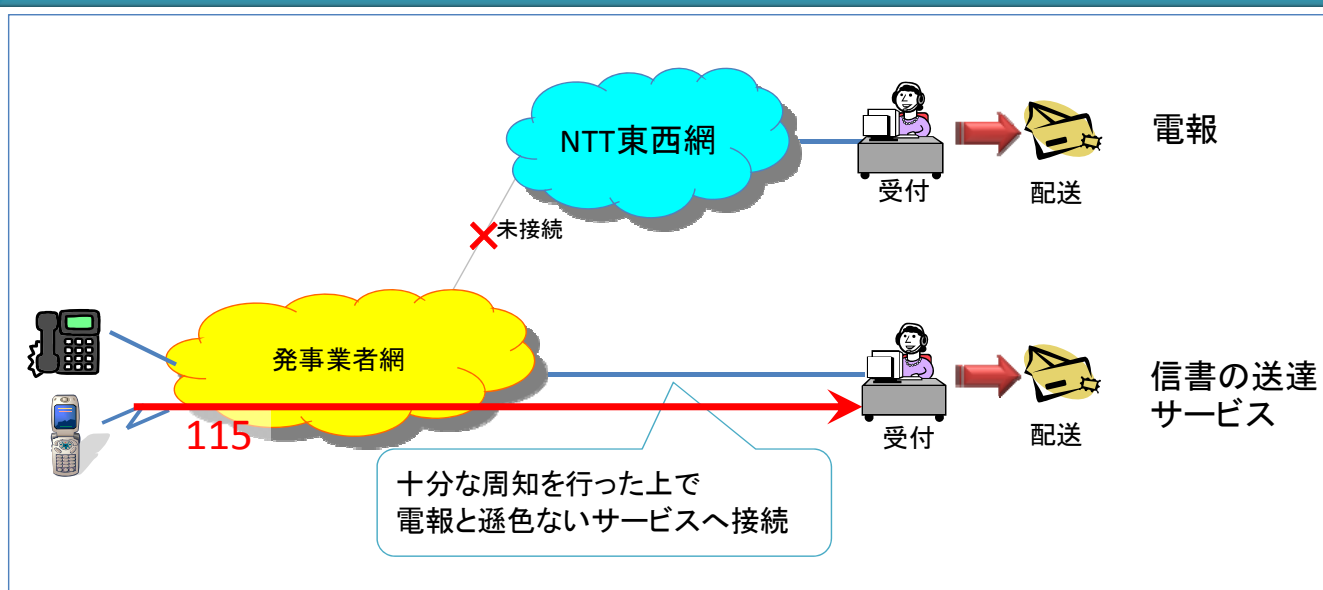 NTT東西網
受付
配送
電報
未接続
発事業者網
115
受付
配送
信書の送達
サービス
十分な周知を行った上で
電報と遜色ないサービスへ接続